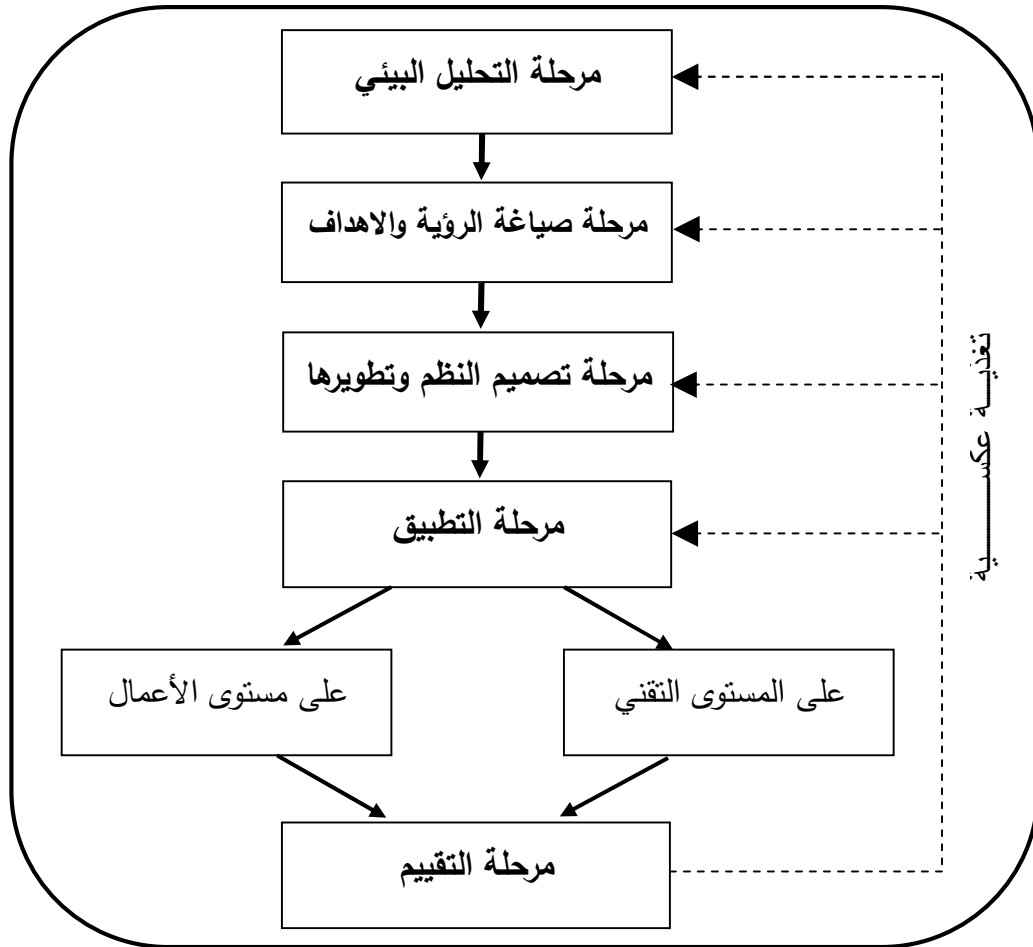 مرحلة التحليل البيئي
مرحلة صياغة الرؤية والاهداف
مرحلة تصميم النظم وتطويرها
مرحلة التطبيق
على المستوى التقني
على مستوى الأعمال
مرحلة التقييم
تغذيـــة عكســـــــية